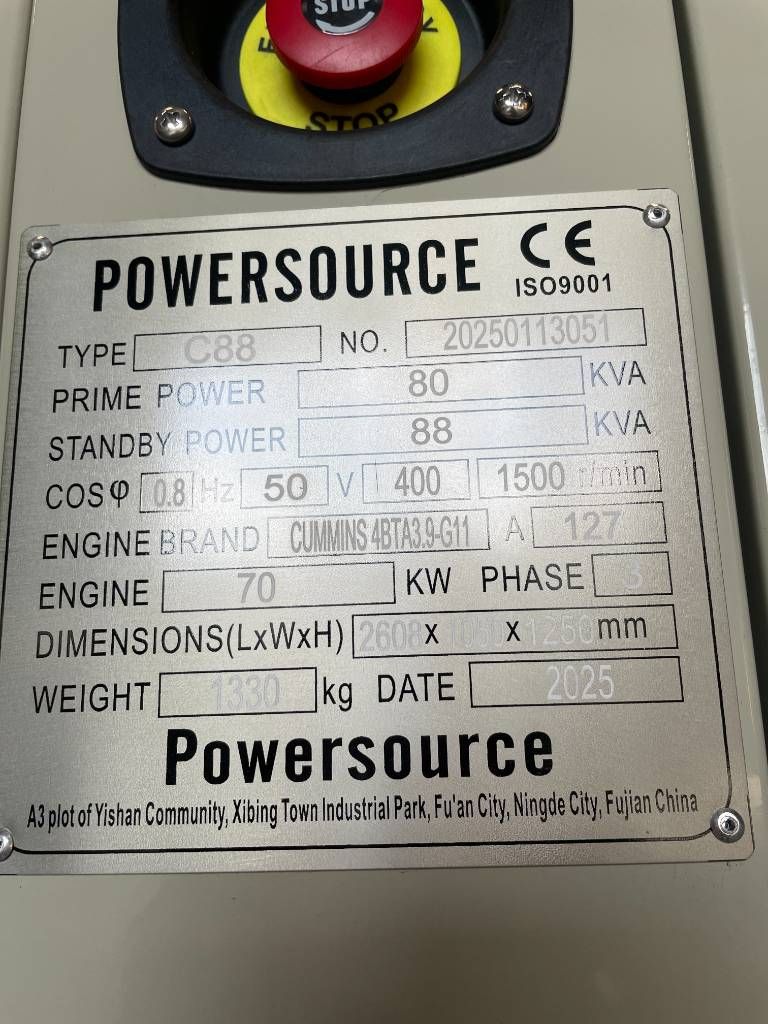 STOP
STOP
POWERSOURCE CE
ISO9001
TYPE C88 NO. 20250113051
PRIME POWER 80 KVA
STANDBY POWER 88 KVA
COSφ 0.8 Hz 50 V 400 1500 r/min
ENGINE BRAND CUMMINS 4BTA3.9-G11 A 127
ENGINE 70 KW PHASE 3
DIMENSIONS(LxWxH) 2608 x x 1250 mm
WEIGHT 1330 kg DATE 2025
Powersource
A3 plot of Yishan Community, Xibing Town Industrial Park, Fu'an City, Ningde City, Fujian China